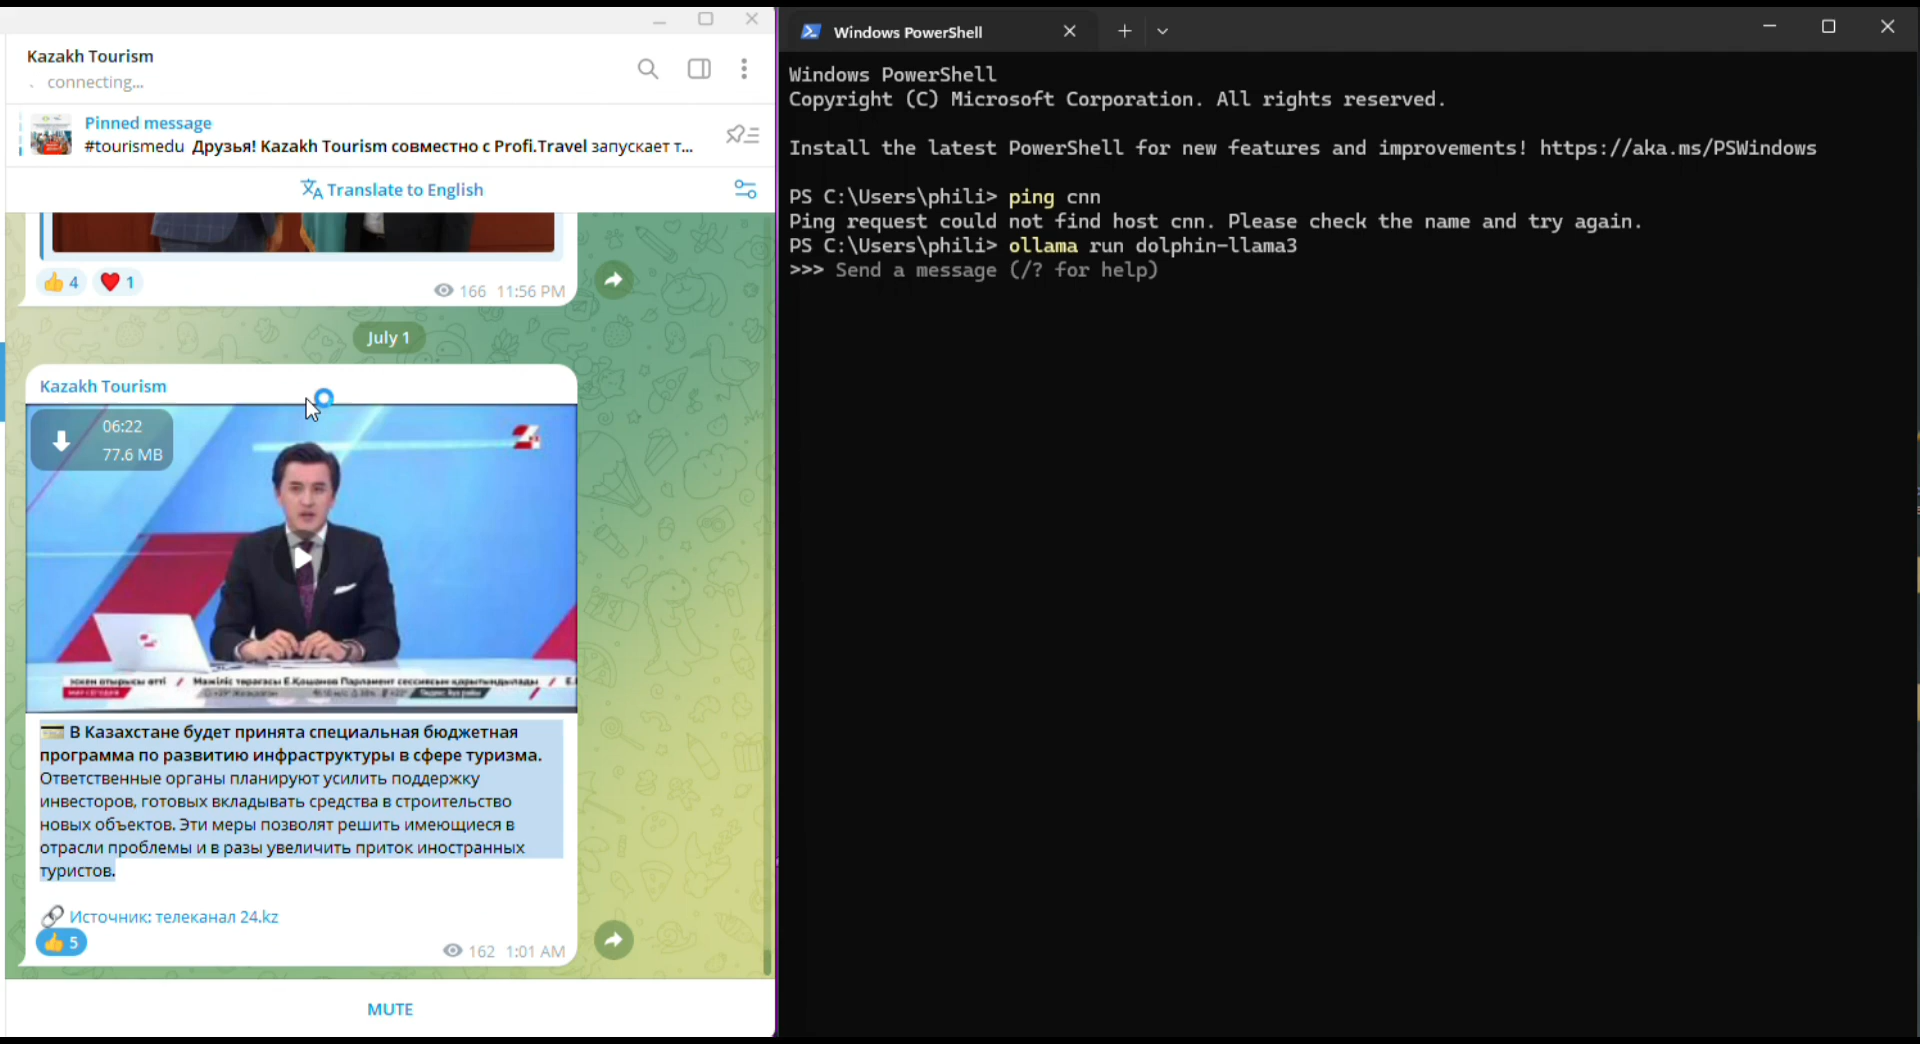 Kazakh Tourism
connecting...
Pinned message
#tourismedu Друзья! Kazakh Tourism совместно с Profi.Travel запускает т...
Translate to English
👍 4 ❤️ 1
166 11:56 PM
July 1
Kazakh Tourism
06:22
77.6 MB
Мәжіліс төрағасы Е.Қошанов Парламент сессиясын қорытындылады
💳 В Казахстане будет принята специальная бюджетная
программа по развитию инфраструктуры в сфере туризма.
Ответственные органы планируют усилить поддержку
инвесторов, готовых вкладывать средства в строительство
новых объектов. Эти меры позволят решить имеющиеся в
отрасли проблемы и в разы увеличить приток иностранных
туристов.
🔗 Источник: телеканал 24.kz
👍 5
162 1:01 AM
MUTE
Windows PowerShell
Windows PowerShell
Copyright (C) Microsoft Corporation. All rights reserved.
Install the latest PowerShell for new features and improvements! https://aka.ms/PSWindows
PS C:\Users\phili> ping cnn
Ping request could not find host cnn. Please check the name and try again.
PS C:\Users\phili> ollama run dolphin-llama3
>>> Send a message (/? for help)